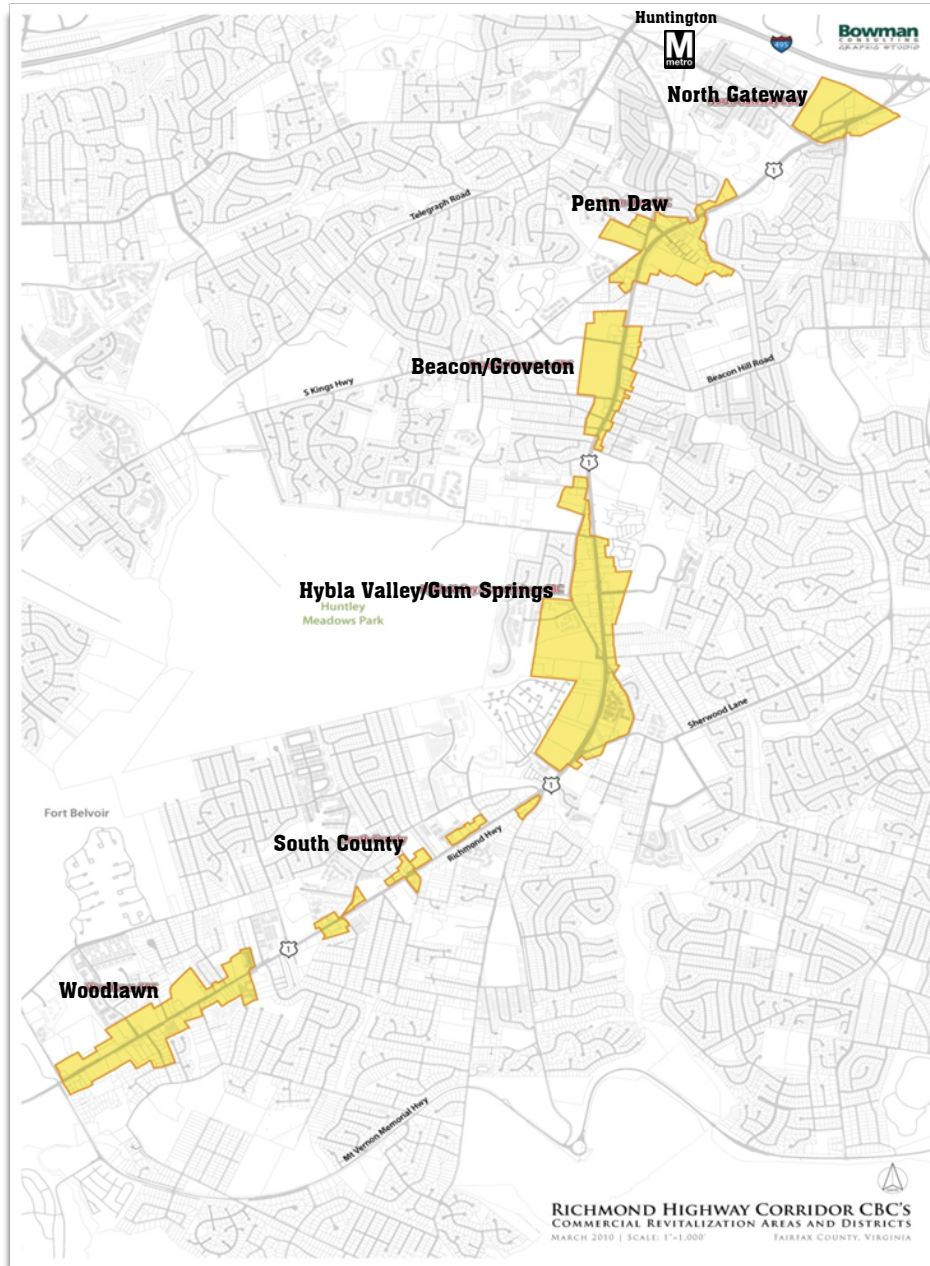 Huntington
M
metro
495
Bowman
CONSULTING
GRAPHIC STUDIO
North Gateway
1
Telegraph Road
Penn Daw
Beacon/Groveton
Beacon Hill Road
S Kings Hwy
1
Hybla Valley/Gum Springs
Huntley
Meadows Park
Sherwood Lane
1
Fort Belvoir
South County
Richmond Hwy
1
Woodlawn
Mt Vernon Memorial Hwy
RICHMOND HIGHWAY CORRIDOR CBC'S
COMMERCIAL REVITALIZATION AREAS AND DISTRICTS
MARCH 2010 | SCALE: 1"=1,000' FAIRFAX COUNTY, VIRGINIA